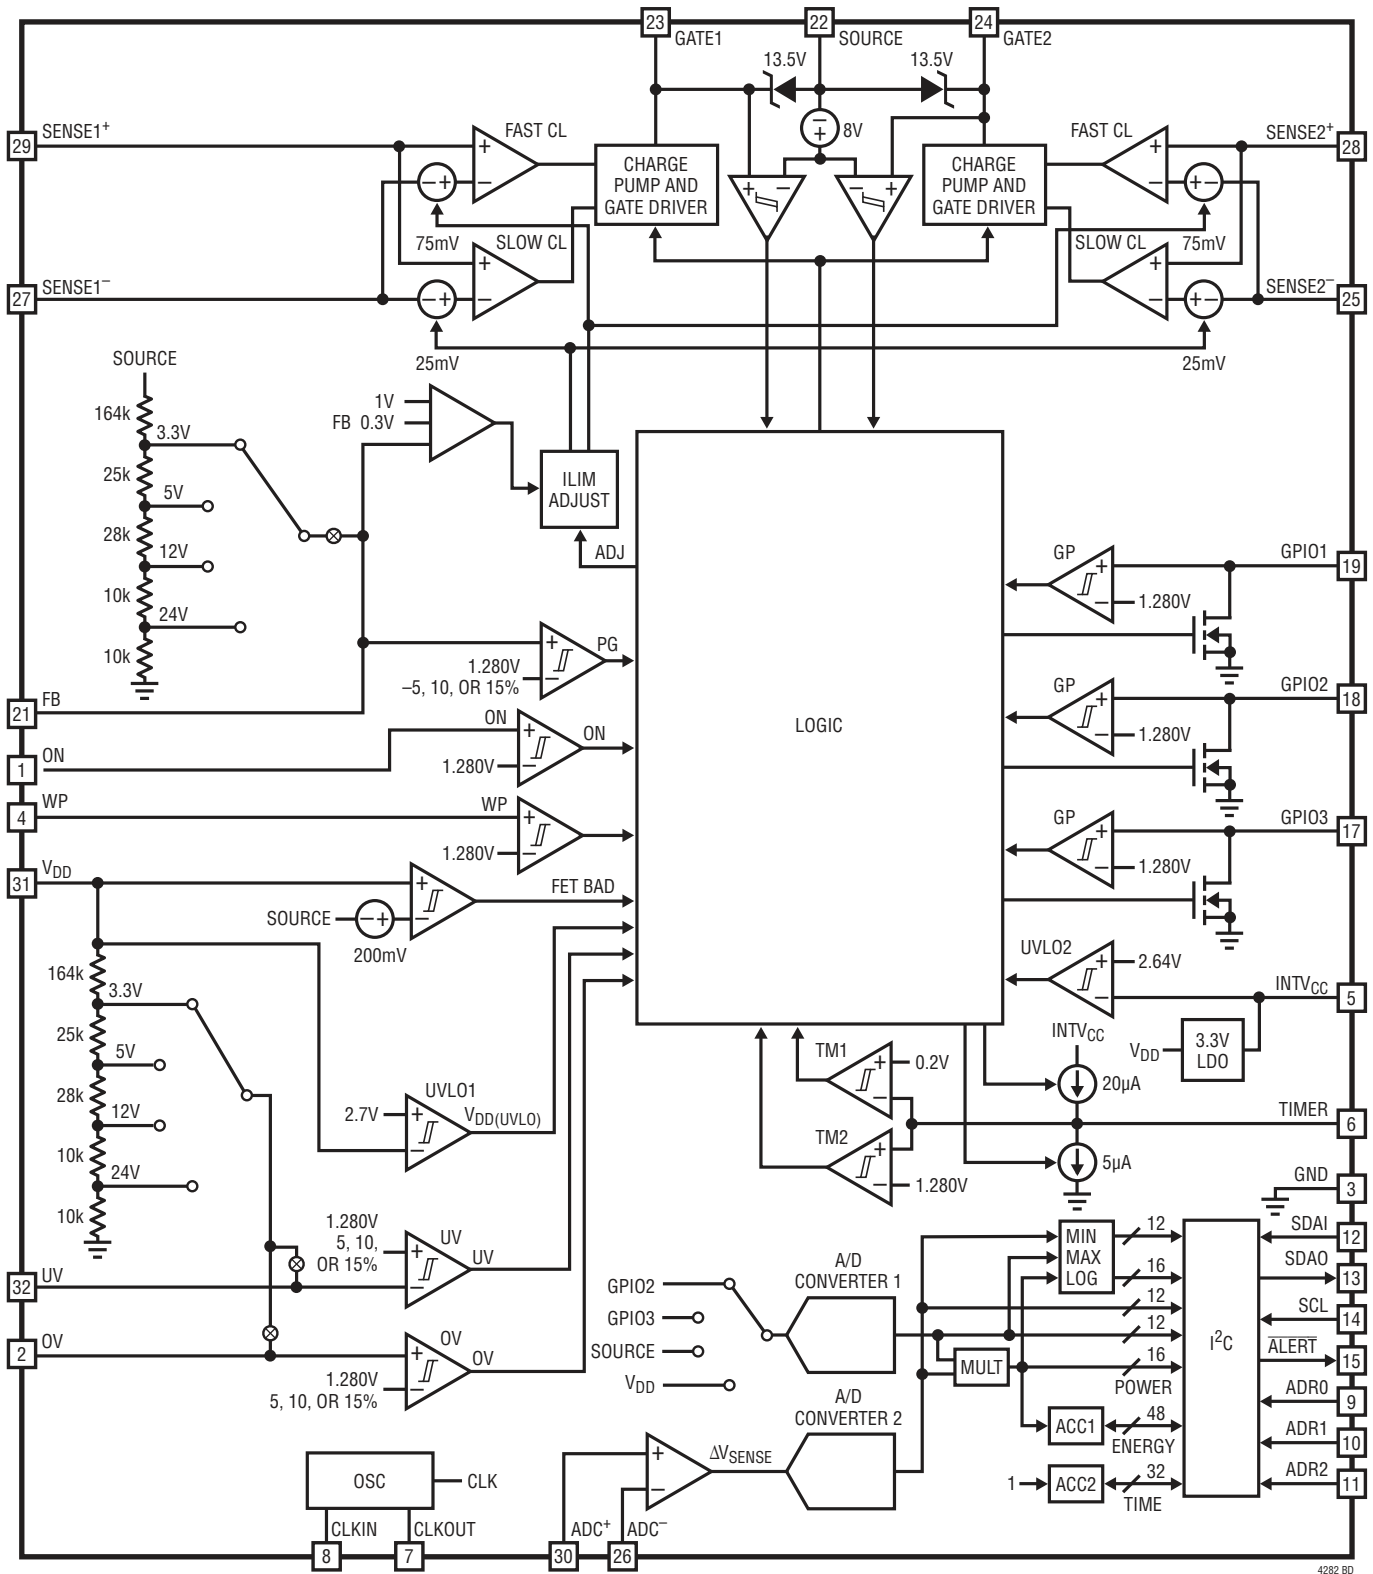 23
GATE1
22
SOURCE
24
GATE2
13.5V
13.5V
8V
29
SENSE1+
FAST CL
CHARGE
PUMP AND
GATE DRIVER
75mV
SLOW CL
27
SENSE1–
25mV
CHARGE
PUMP AND
GATE DRIVER
FAST CL
SENSE2+
28
75mV
SLOW CL
SENSE2–
25
25mV
SOURCE
164k
3.3V
25k
5V
28k
12V
10k
24V
10k
1V
FB 0.3V
ILIM
ADJUST
ADJ
PG
1.280V
–5, 10, OR 15%
21
FB
1
ON
ON
1.280V
ON
4
WP
WP
1.280V
31
VDD
SOURCE
200mV
FET BAD
LOGIC
GP
1.280V
GPIO1
19
GP
1.280V
GPIO2
18
GP
1.280V
GPIO3
17
UVLO2
2.64V
INTVCC
5
VDD
3.3V
LDO
INTVCC
20µA
TM1
0.2V
TIMER
6
TM2
1.280V
5µA
164k
3.3V
25k
5V
28k
12V
10k
24V
10k
UVLO1
2.7V
VDD(UVLO)
1.280V
5, 10,
OR 15%
UV
UV
32
UV
2
OV
OV
OV
1.280V
5, 10, OR 15%
GND
3
GPIO2
GPIO3
SOURCE
VDD
A/D
CONVERTER 1
A/D
CONVERTER 2
ΔVSENSE
MIN
MAX
LOG
12
16
12
12
MULT
16
POWER
ACC1
48
ENERGY
1
ACC2
32
TIME
I2C
SDAI
12
SDAO
13
SCL
14
ALERT
15
ADR0
9
ADR1
10
ADR2
11
OSC
CLK
CLKIN
8
CLKOUT
7
ADC+
30
ADC–
26
4282 BD